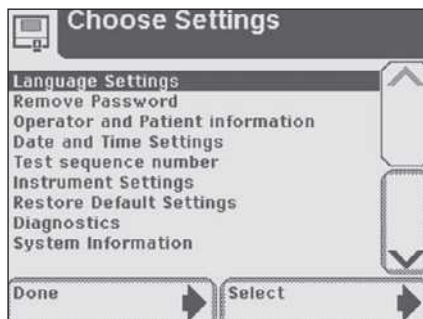 Choose Settings
Language Settings
Remove Password
Operator and Patient information
Date and Time Settings
Test sequence number
Instrument Settings
Restore Default Settings
Diagnostics
System Information
Done
Select